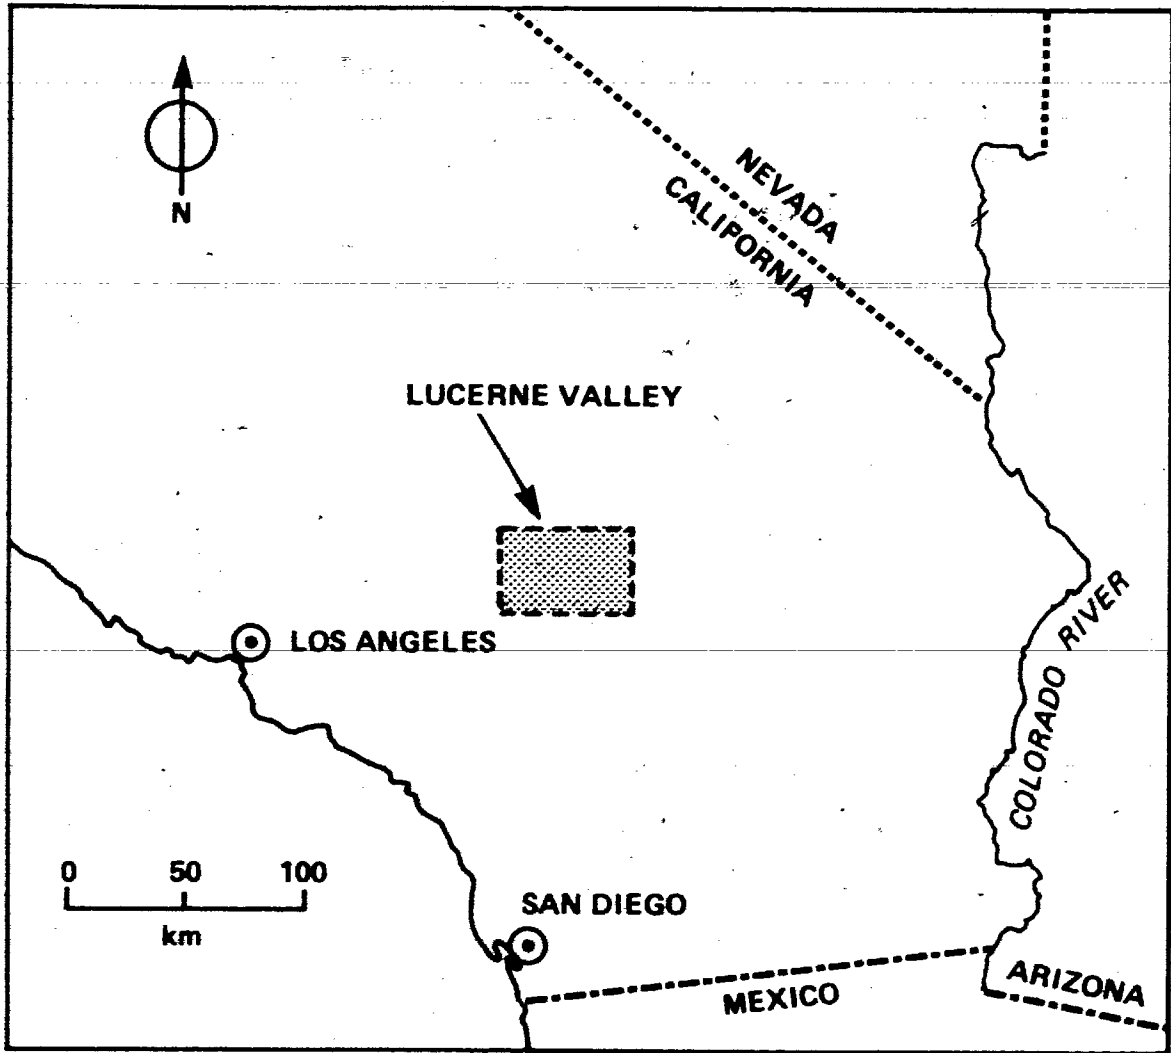 N
NEVADA
CALIFORNIA
LUCERNE VALLEY
LOS ANGELES
COLORADO RIVER
0 50 100
km
SAN DIEGO
MEXICO
ARIZONA